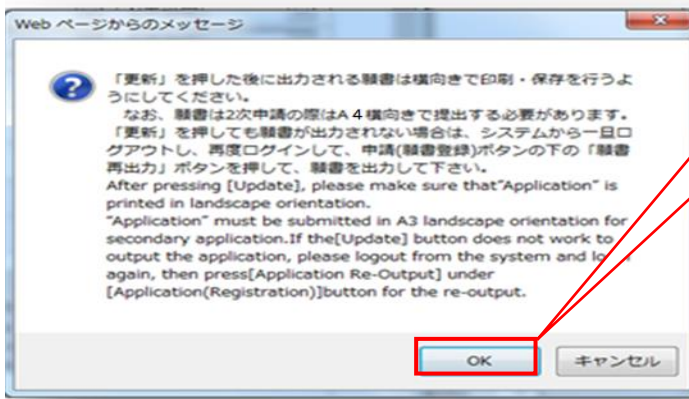 Web ページからのメッセージ
「更新」を押した後に出力される願書は横向きで印刷・保存を行うよ
うにしてください。
なお、願書は2次申請の際はA４横向きで提出する必要があります。
「更新」を押しても願書が出力されない場合は、システムから一旦ロ
グアウトし、再度ログインして、申請(願書登録)ボタンの下の「願書
再出力」ボタンを押して、願書を出力して下さい。
After pressing [Update], please make sure that"Application" is
printed in landscape orientation.
"Application" must be submitted in A3 landscape orientation for
secondary application.If the[Update] button does not work to
output the application, please logout from the system and
again, then press[Application Re-Output] under
[Application(Registration)]button for the re-output.
OK
キャンセル